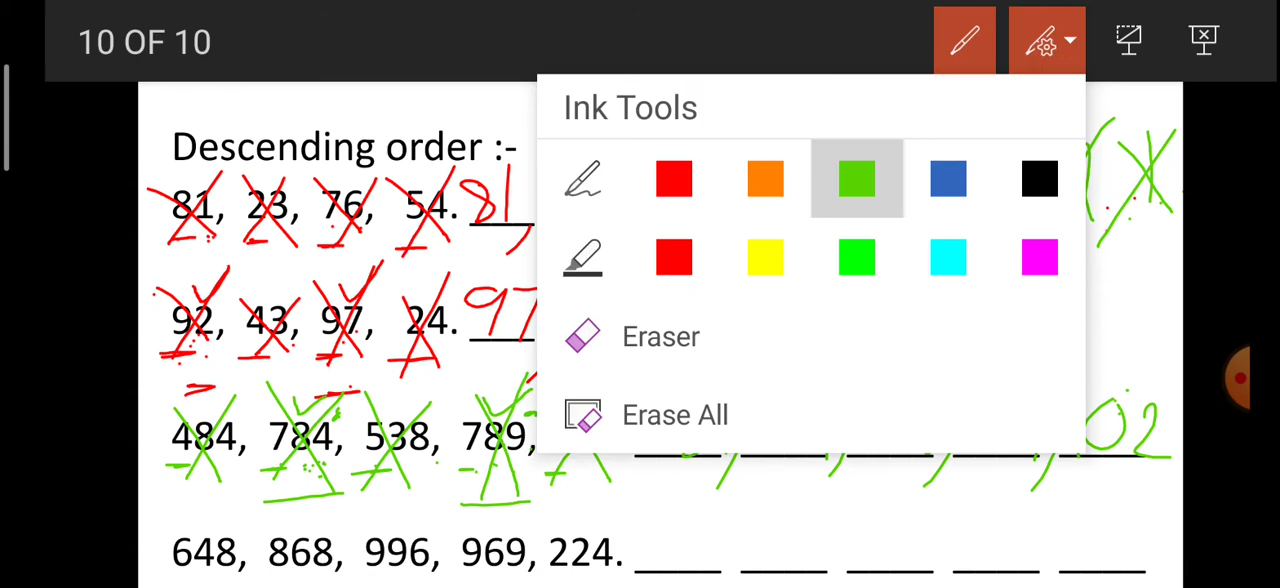 10 OF 10
Ink Tools
Descending order :-
81, 23, 76, 54. 81,
92, 43, 97, 24. 97
Eraser
Erase All
484, 784, 538, 789, 02
648, 868, 996, 969, 224.